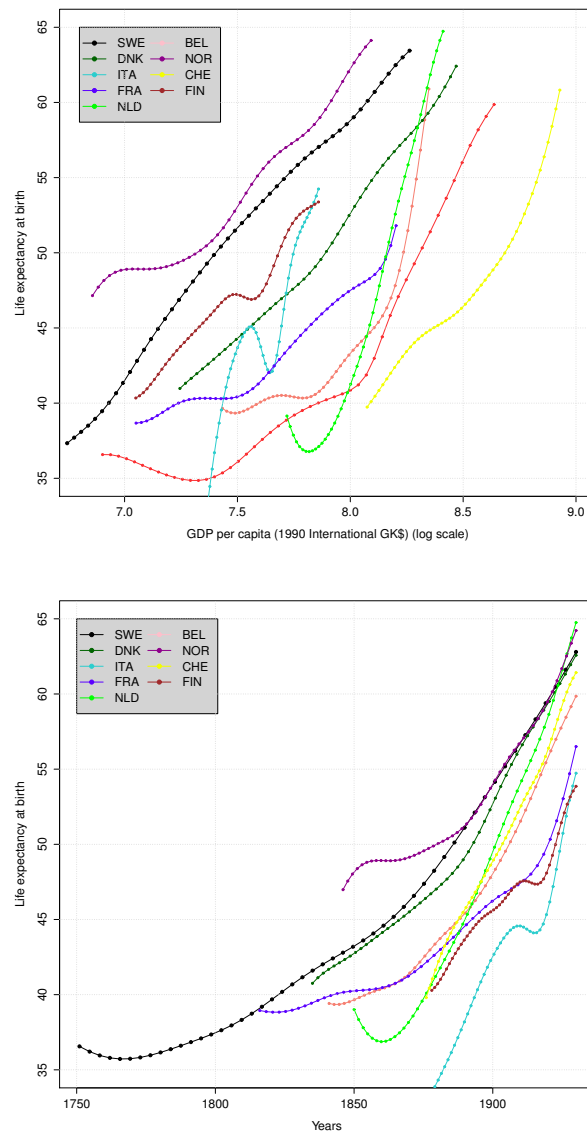 65
60
55
50
45
40
35
Life expectancy at birth
SWE BEL
DNK NOR
ITA CHE
FRA FIN
NLD
7.0 7.5 8.0 8.5 9.0
GDP per capita (1990 International GK$) (log scale)
65
60
55
50
45
40
35
Life expectancy at birth
SWE BEL
DNK NOR
ITA CHE
FRA FIN
NLD
1750 1800 1850 1900
Years